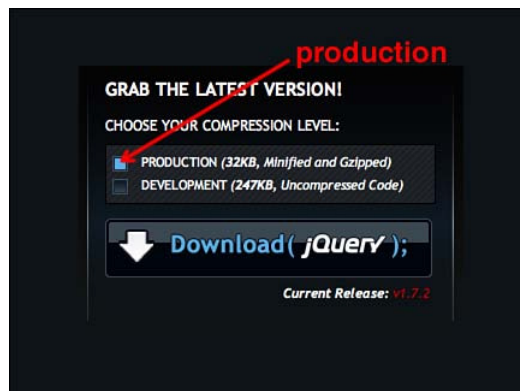 production
GRAB THE LATEST VERSION!
CHOOSE YOUR COMPRESSION LEVEL:
PRODUCTION (32KB, Minified and Gzipped)
DEVELOPMENT (247KB, Uncompressed Code)
Download( jQuery );
Current Release: v1.7.2